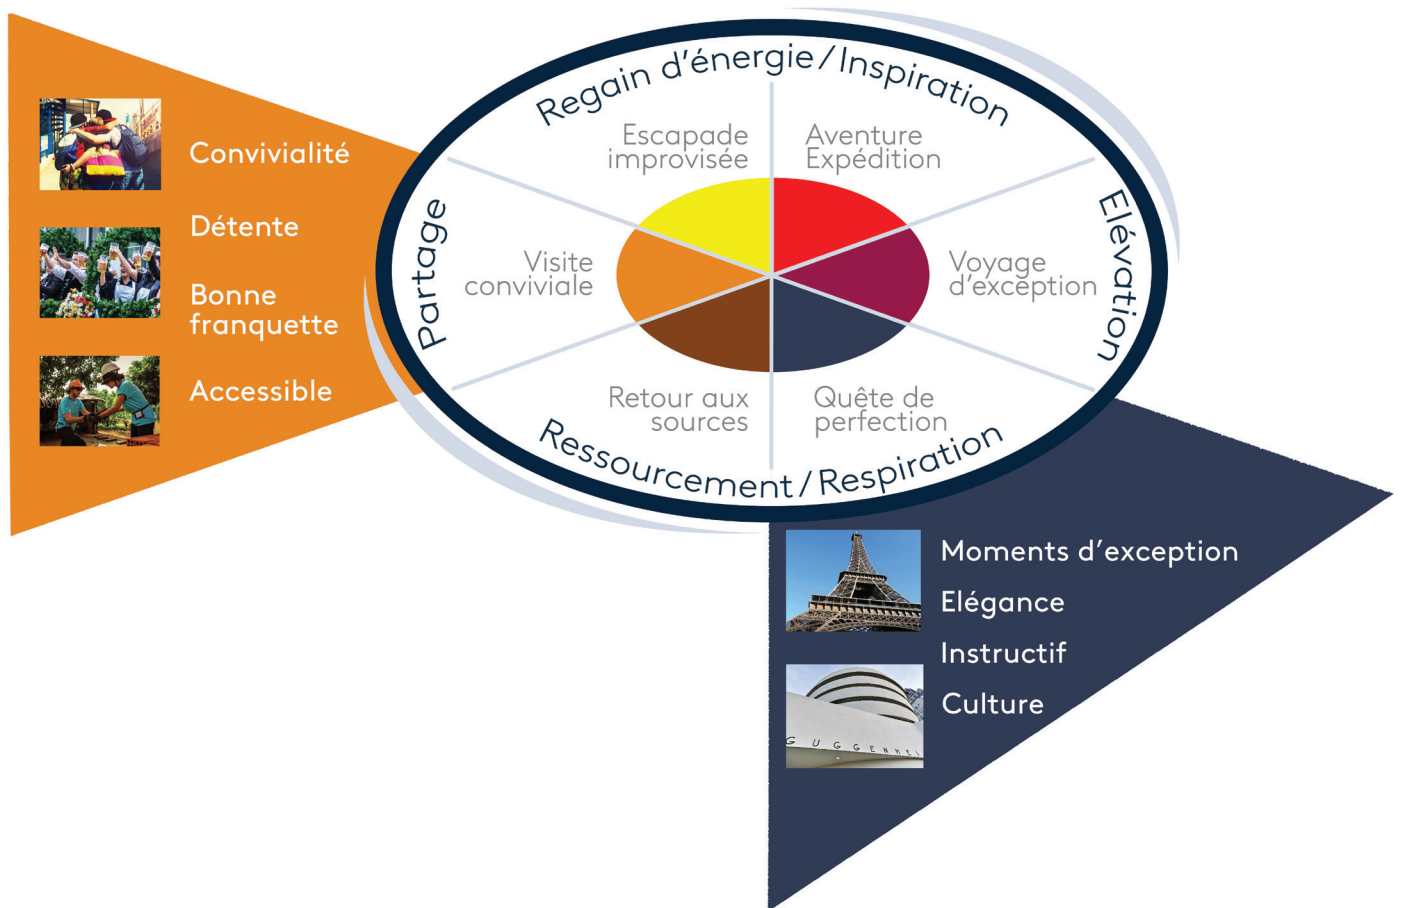 Regain d'énergie / Inspiration
Escapade
improvisée
Aventure
Expédition
Partage
Visite
conviviale
Voyage
d'exception
Elévation
Retour aux
sources
Quête de
perfection
Ressourcement / Respiration
Convivialité
Détente
Bonne
franquette
Accessible
Moments d'exception
Elégance
Instructif
Culture
GUGGENHEI